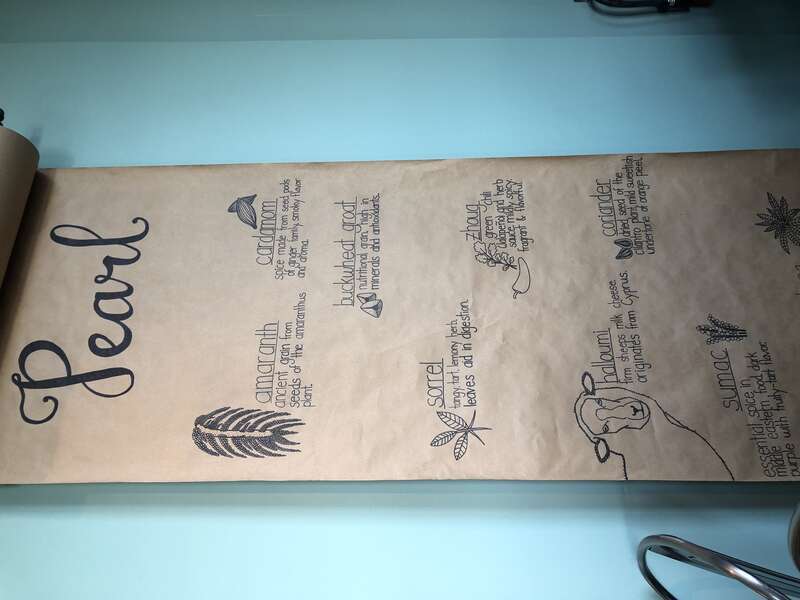 Pearl
amaranth
ancient grain from
seeds of the amaranthus
plant.
cardamom
spice made from seed pods
of ginger family, smoky flavor
and aroma.
buckwheat groat
nutritional grain high in
minerals and antioxidants.
sorrel
tangy, tart, lemony herb.
leaves aid in digestion.
zhoug
green chili
jalapeno and herb
sauce, mildly spicy,
fragrant & flavorful.
haloumi
firm sheeps milk cheese
originates from Cyprus.
coriander
dried seed of the
cilantro plant, mild sweetish
undertone of orange peel.
sumac
essential spice in
middle eastern food, dark
purple with fruity-tart flavor.